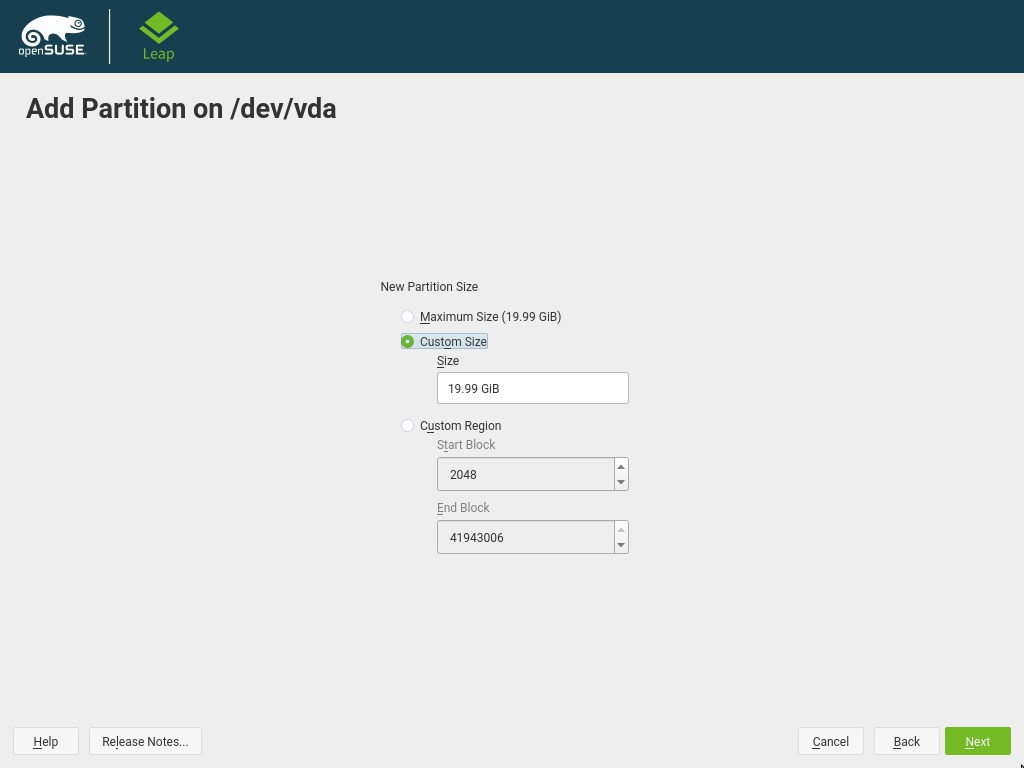 openSUSE
Leap
Add Partition on /dev/vda
New Partition Size
Maximum Size (19.99 GiB)
Custom Size
Size
19.99 GiB
Custom Region
Start Block
2048
End Block
41943006
Help
Release Notes...
Cancel
Back
Next